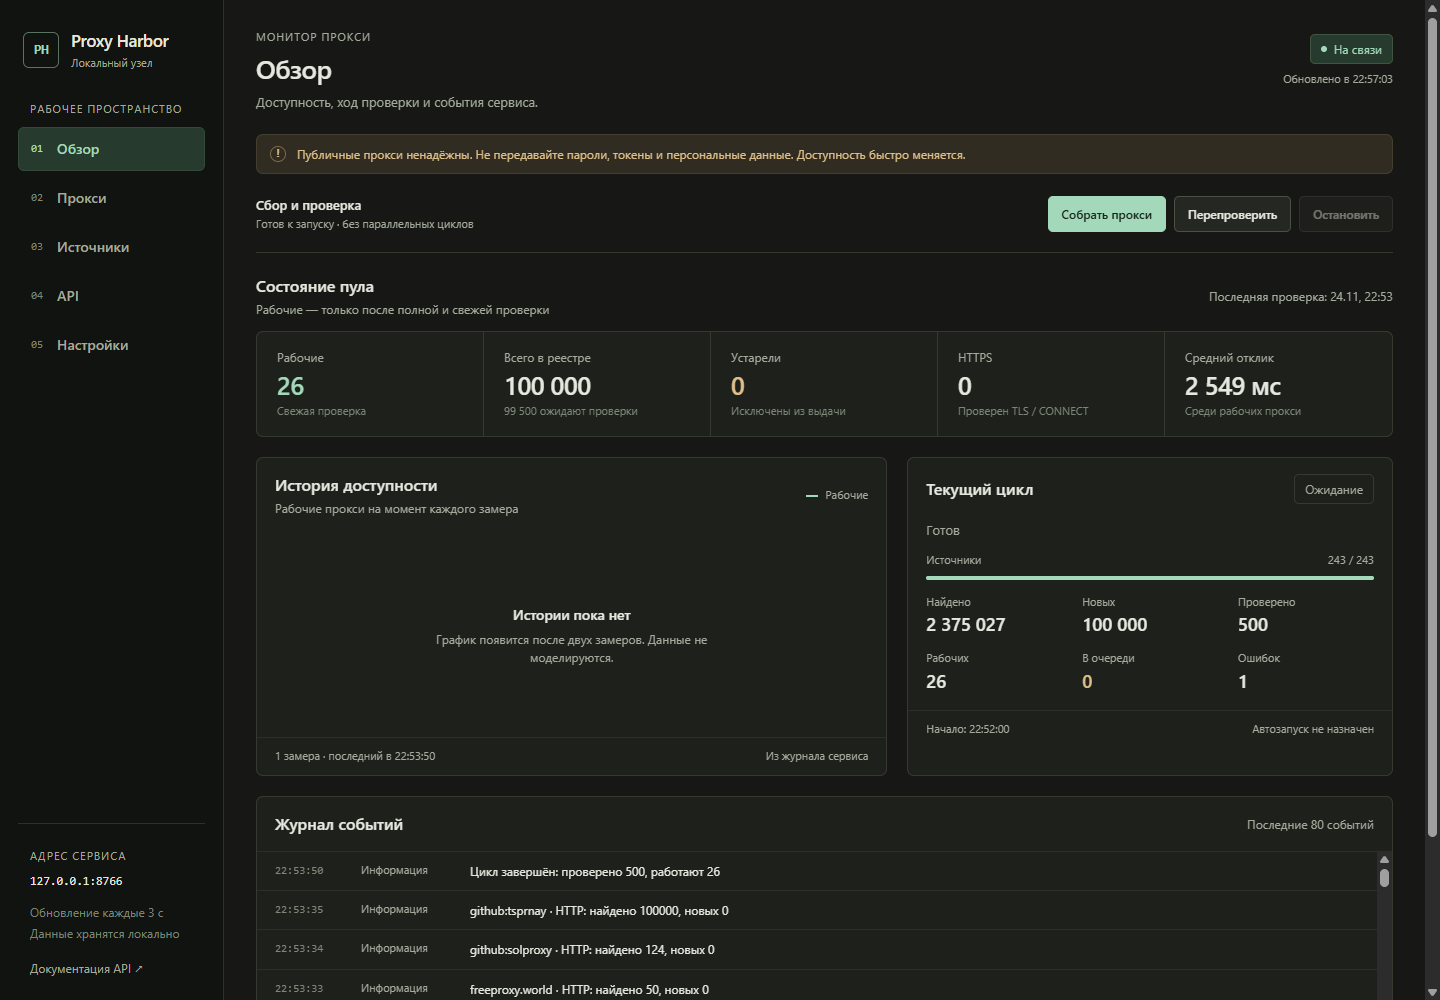 PH
Proxy Harbor
Локальный узел
РАБОЧЕЕ ПРОСТРАНСТВО
01 Обзор
02 Прокси
03 Источники
04 API
05 Настройки
АДРЕС СЕРВИСА
127.0.0.1:8766
Обновление каждые 3 с
Данные хранятся локально
Документация API ↗
МОНИТОР ПРОКСИ
Обзор
Доступность, ход проверки и события сервиса.
На связи
Обновлено в 22:57:03
! Публичные прокси ненадёжны. Не передавайте пароли, токены и персональные данные. Доступность быстро меняется.
Сбор и проверка
Готов к запуску · без параллельных циклов
Собрать прокси
Перепроверить
Остановить
Состояние пула
Рабочие — только после полной и свежей проверки
Последняя проверка: 24.11, 22:53
Рабочие
26
Свежая проверка
Всего в реестре
100 000
99 500 ожидают проверки
Устарели
0
Исключены из выдачи
HTTPS
0
Проверен TLS / CONNECT
Средний отклик
2 549 мс
Среди рабочих прокси
История доступности
Рабочие прокси на момент каждого замера
Рабочие
Истории пока нет
График появится после двух замеров. Данные не
моделируются.
1 замера · последний в 22:53:50
Из журнала сервиса
Текущий цикл
Ожидание
Готов
Источники 243 / 243
Найдено
2 375 027
Новых
100 000
Проверено
500
Рабочих
26
В очереди
0
Ошибок
1
Начало: 22:52:00
Автозапуск не назначен
Журнал событий
Последние 80 событий
22:53:50 Информация Цикл завершён: проверено 500, работают 26
22:53:35 Информация github:tsprnay · HTTP: найдено 100000, новых 0
22:53:34 Информация github:solproxy · HTTP: найдено 124, новых 0
22:53:33 Информация freeproxy.world · HTTP: найдено 50, новых 0